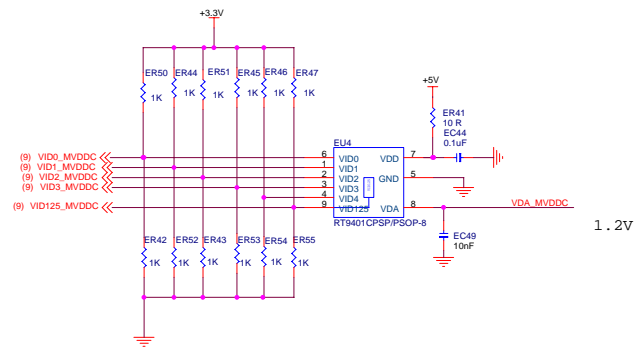 +3.3V
ER50 ER44 ER51 ER45 ER46 ER47
1K 1K 1K 1K 1K 1K
+5V
ER41
10 R
EC44
0.1uF
EU4
(9) VID0_MVDDC 6 VID0 VDD 7
(9) VID1_MVDDC 1 VID1
(9) VID2_MVDDC 2 VID2 GND 5
(9) VID3_MVDDC 3 VID3
4 VID4
(9) VID125_MVDDC 9 VID125 VDA 8 VDA_MVDDC
RT9401CPSP/PSOP-8
1.2V
ER42 ER52 ER43 ER53 ER54 ER55
1K 1K 1K 1K 1K 1K
EC49
10nF